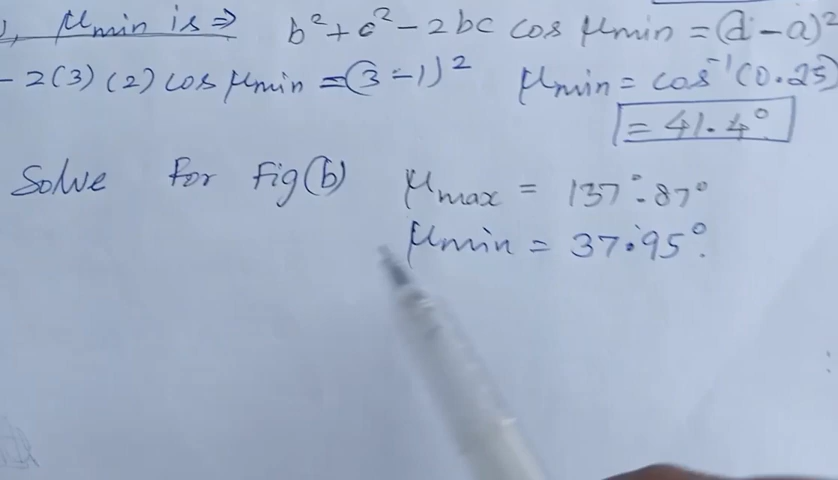 μmin is ⇒ b²+c²-2bc cos μmin = (d-a)²
-2(3)(2) cos μmin = (3-1)² μmin = cos⁻¹(0.25)
= 41.4°
Solve for Fig(b) μmax = 137°.87°
μmin = 37.95°.